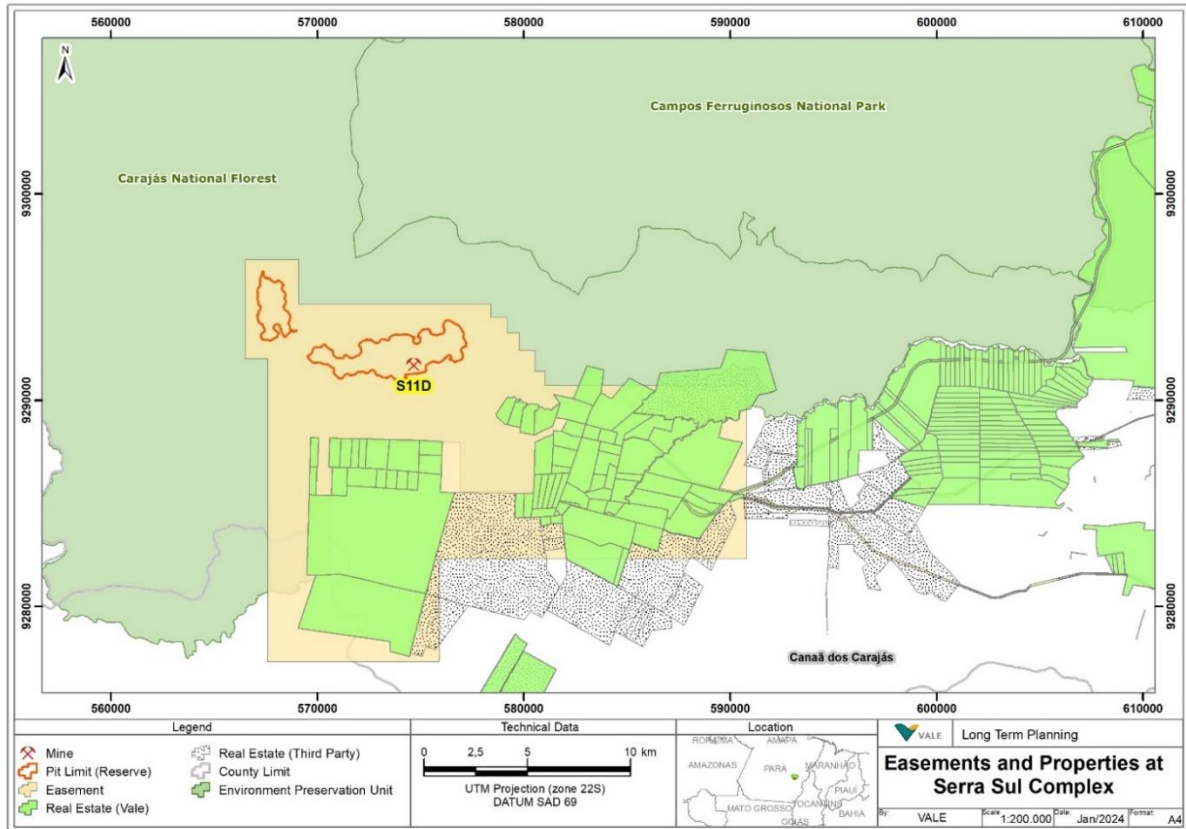 560000 570000 580000 590000 600000 610000
N
Campos Ferruginosos National Park
Carajás National Florest
9300000 9300000
S11D
9290000 9290000
9280000 9280000
Canaã dos Carajás
560000 570000 580000 590000 600000 610000
Legend
Mine
Pit Limit (Reserve)
Easement
Real Estate (Vale)
Real Estate (Third Party)
County Limit
Environment Preservation Unit
Technical Data
0 2,5 5 10 km
UTM Projection (zone 22S)
DATUM SAD 69
Location
AMAPA
AMAZONAS PARÁ MARANHÃO
PIAUÍ
MATO GROSSO
GOIÁS BAHIA
VALE Long Term Planning
Easements and Properties at
Serra Sul Complex
By: VALE Scale 1:200.000 Date: Jan/2024 Format: A4